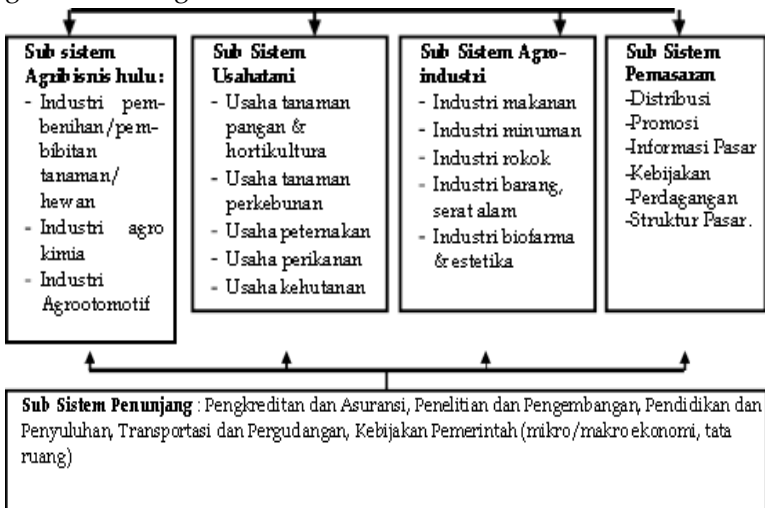 Sub sistem
Agribisnis hulu:
- Industri pem-
benihan/pem-
bibitan
tanaman/
hewan
- Industri agro
kimia
- Industri
Agrootomotif
Sub Sistem
Usahatani
- Usaha tanaman
pangan &
hortikultura
- Usaha tanaman
perkebunan
- Usaha peternakan
- Usaha perikanan
- Usaha kehutanan
Sub Sistem Agro-
industri
- Industri makanan
- Industri minuman
- Industri rokok
- Industri barang,
serat alam
- Industri biofarma
& estetika
Sub Sistem
Pemasaran
-Distribusi
-Promosi
-Informasi Pasar
-Kebijakan
-Perdagangan
-Struktur Pasar.
Sub Sistem Penunjang : Pengkreditan dan Asuransi, Penelitian dan Pengembangan, Pendidikan dan
Penyuluhan, Transportasi dan Pergudangan, Kebijakan Pemerintah (mikro/makro ekonomi, tata
ruang)